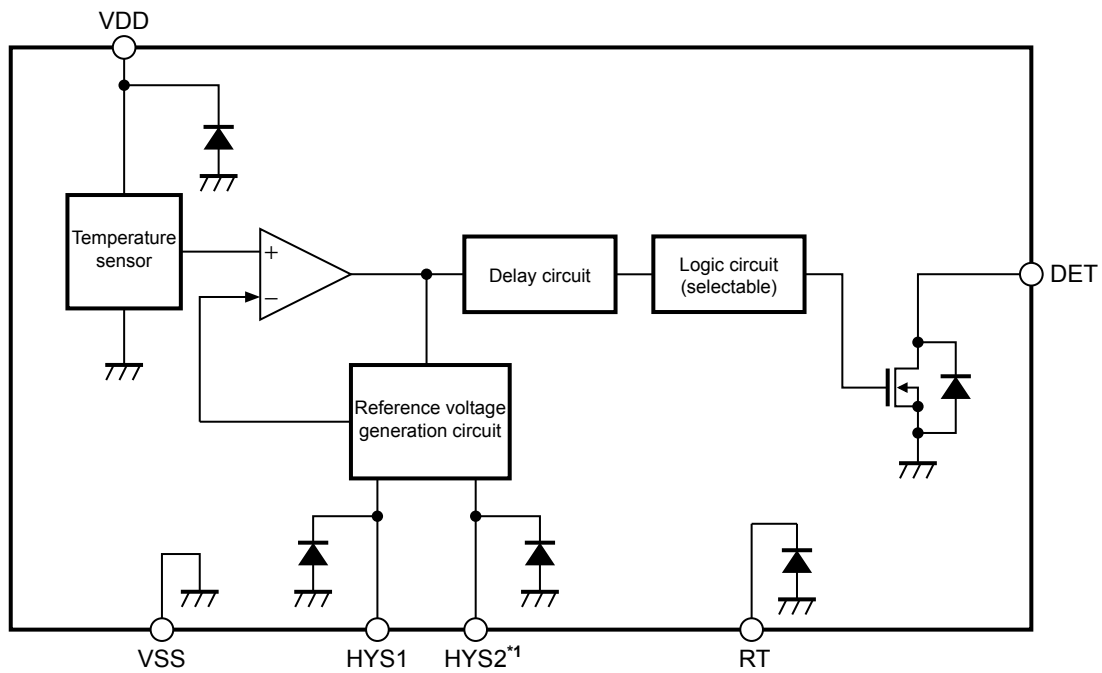 VDD
Temperature
sensor
+
−
Delay circuit
Logic circuit
(selectable)
DET
Reference voltage
generation circuit
VSS
HYS1
HYS2*1
RT